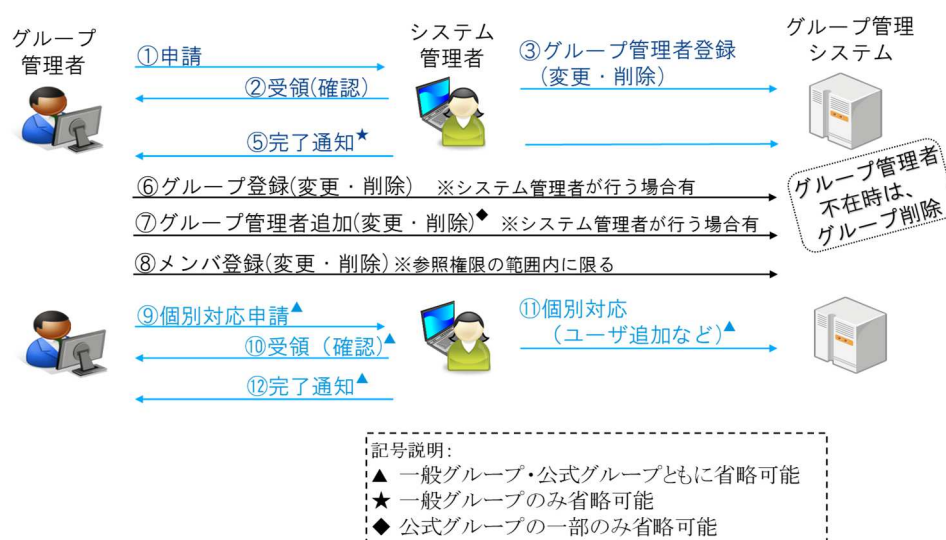 グループ
管理者
システム
管理者
グループ管理
システム
①申請
②受領(確認)
③グループ管理者登録
(変更・削除)
⑤完了通知★
⑥グループ登録(変更・削除) ※システム管理者が行う場合有
⑦グループ管理者追加(変更・削除)◆ ※システム管理者が行う場合有
⑧メンバ登録(変更・削除)※参照権限の範囲内に限る
グループ管理者
不在時は、
グループ削除
⑨個別対応申請▲
⑩受領（確認)▲
⑪個別対応
（ユーザ追加など)▲
⑫完了通知▲
記号説明：
▲ 一般グループ・公式グループともに省略可能
★ 一般グループのみ省略可能
◆ 公式グループの一部のみ省略可能